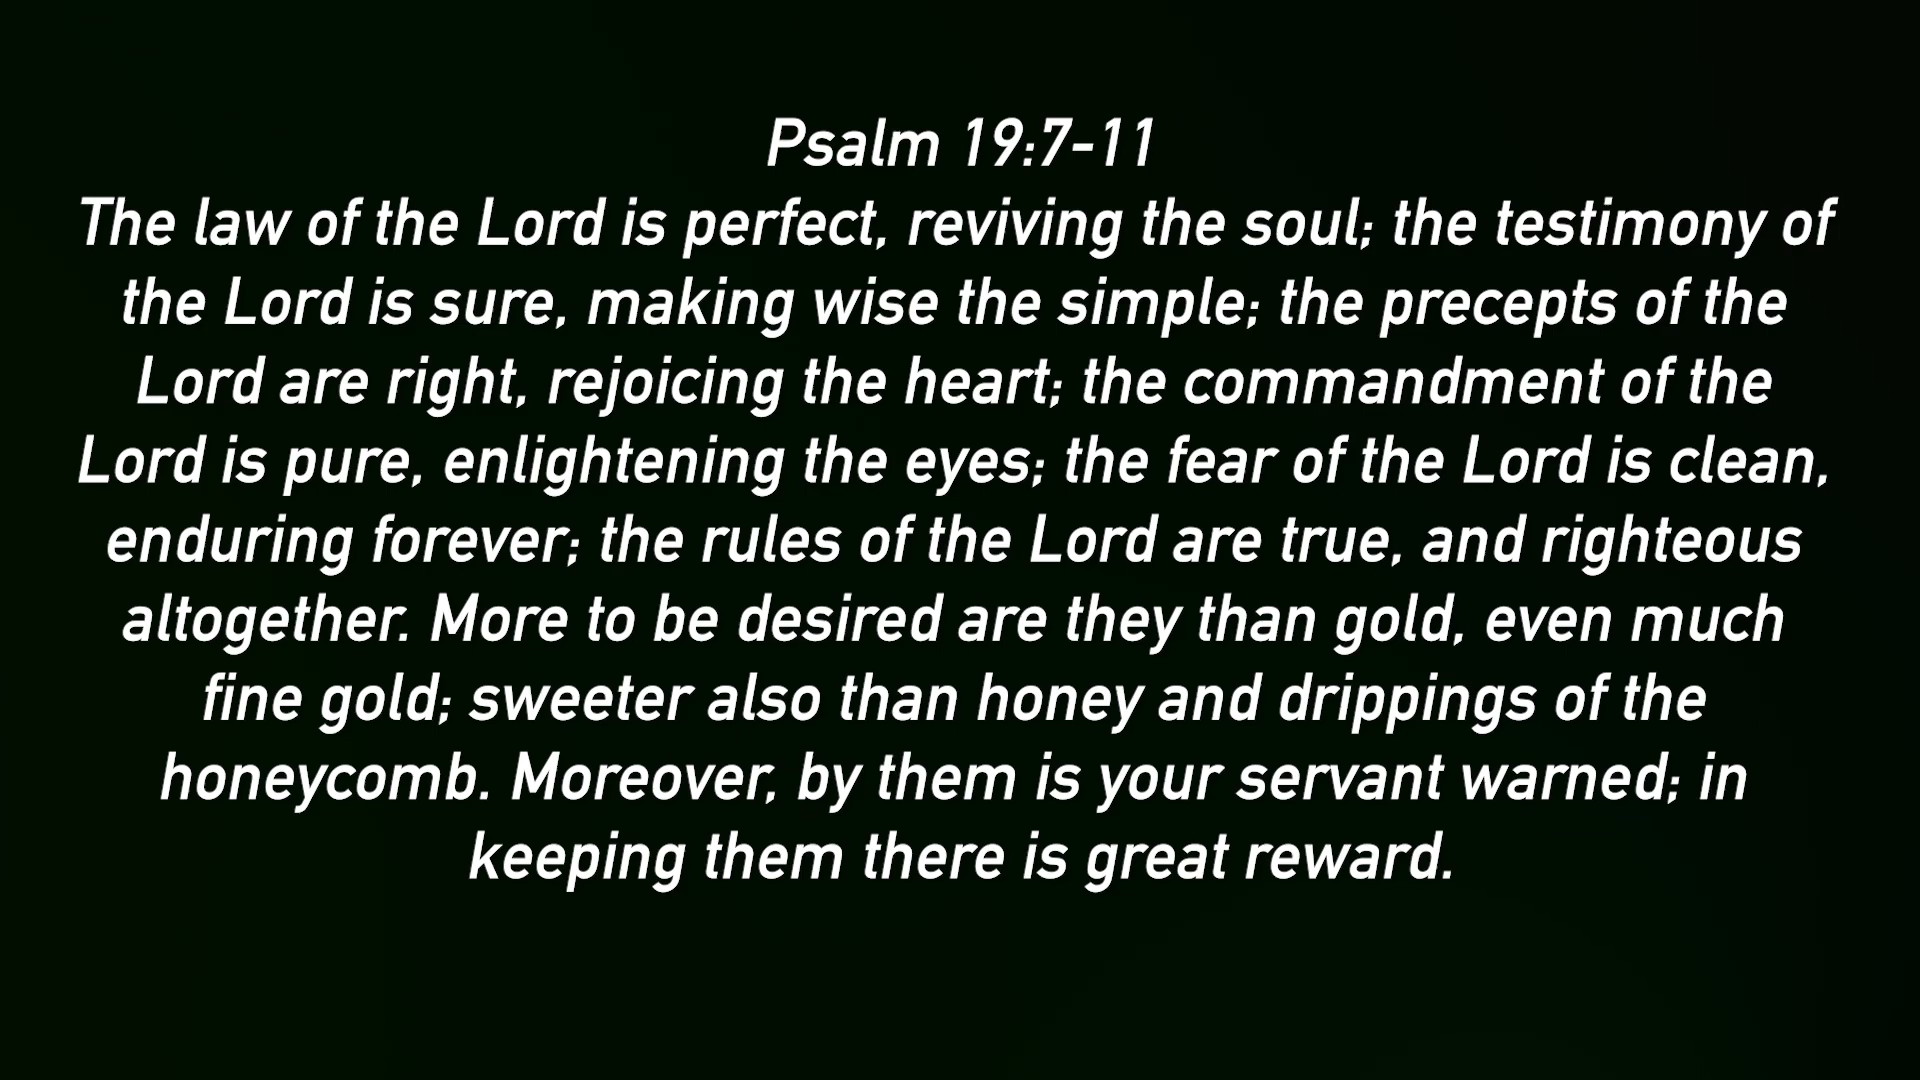 Psalm 19:7-11
The law of the Lord is perfect, reviving the soul; the testimony of
the Lord is sure, making wise the simple; the precepts of the
Lord are right, rejoicing the heart; the commandment of the
Lord is pure, enlightening the eyes; the fear of the Lord is clean,
enduring forever; the rules of the Lord are true, and righteous
altogether. More to be desired are they than gold, even much
fine gold; sweeter also than honey and drippings of the
honeycomb. Moreover, by them is your servant warned; in
keeping them there is great reward.